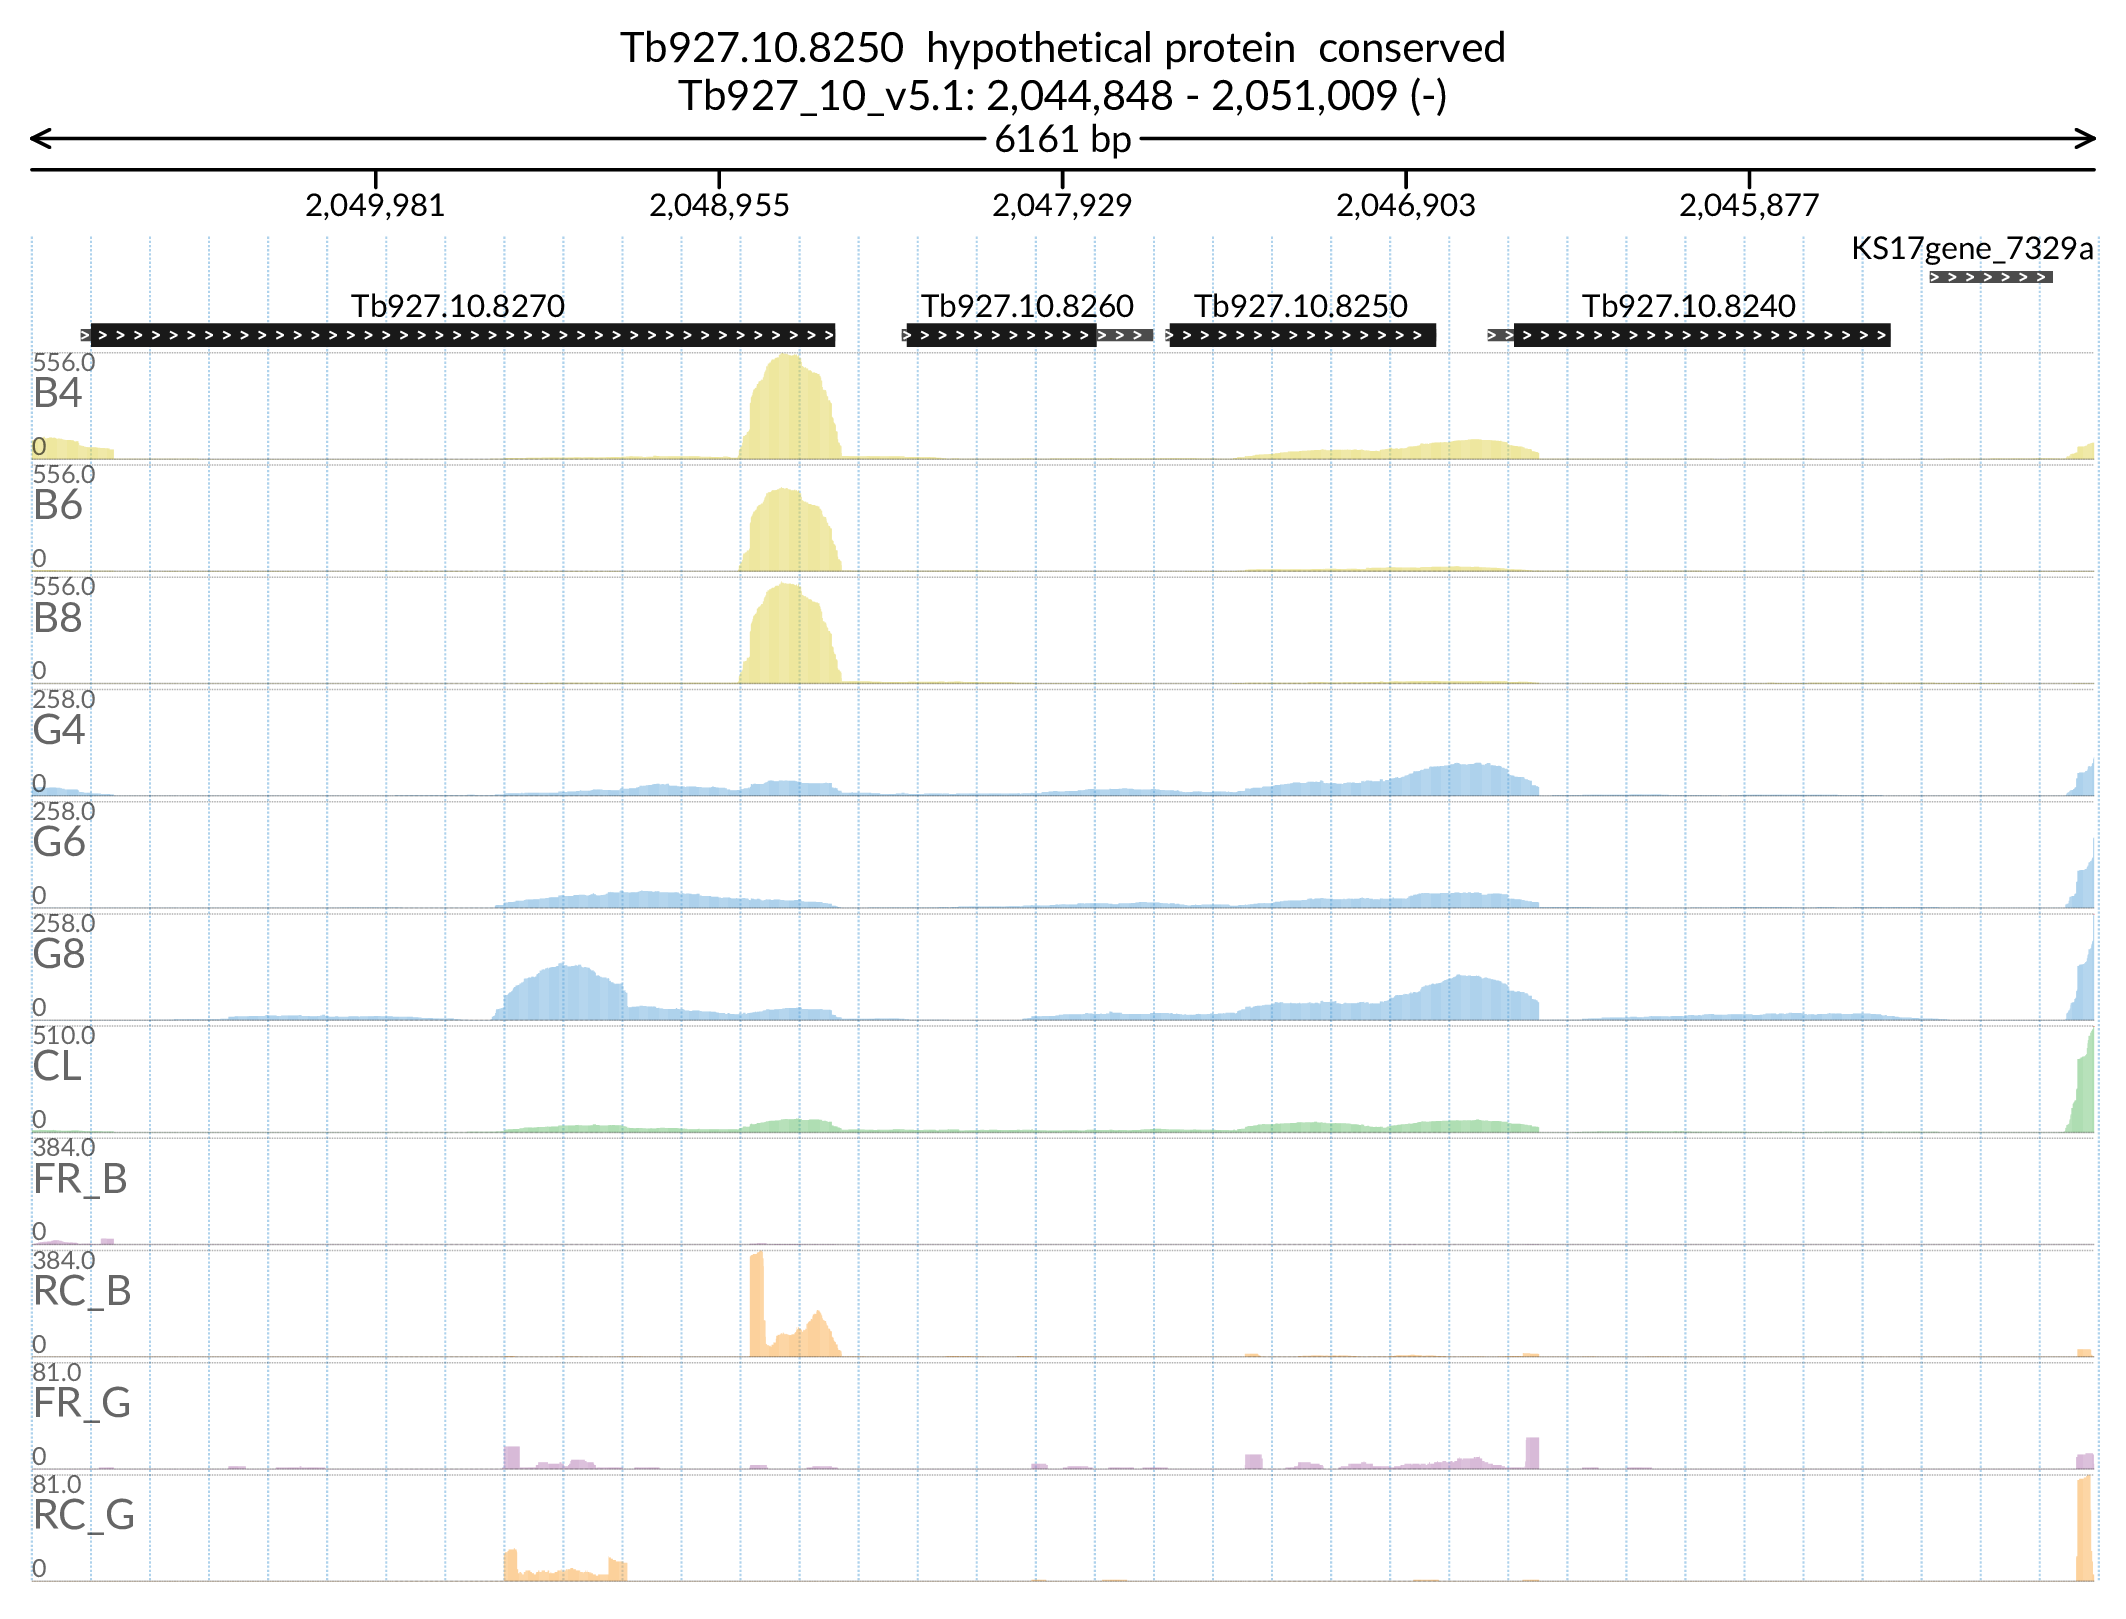 Tb927.10.8250  hypothetical protein  conserved
Tb927_10_v5.1: 2,044,848 - 2,051,009 (-)
6161 bp
2,049,981 2,048,955 2,047,929 2,046,903 2,045,877
KS17gene_7329a
Tb927.10.8270 Tb927.10.8260 Tb927.10.8250 Tb927.10.8240
556.0
B4
0
556.0
B6
0
556.0
B8
0
258.0
G4
0
258.0
G6
0
258.0
G8
0
510.0
CL
0
384.0
FR_B
0
384.0
RC_B
0
81.0
FR_G
0
81.0
RC_G
0